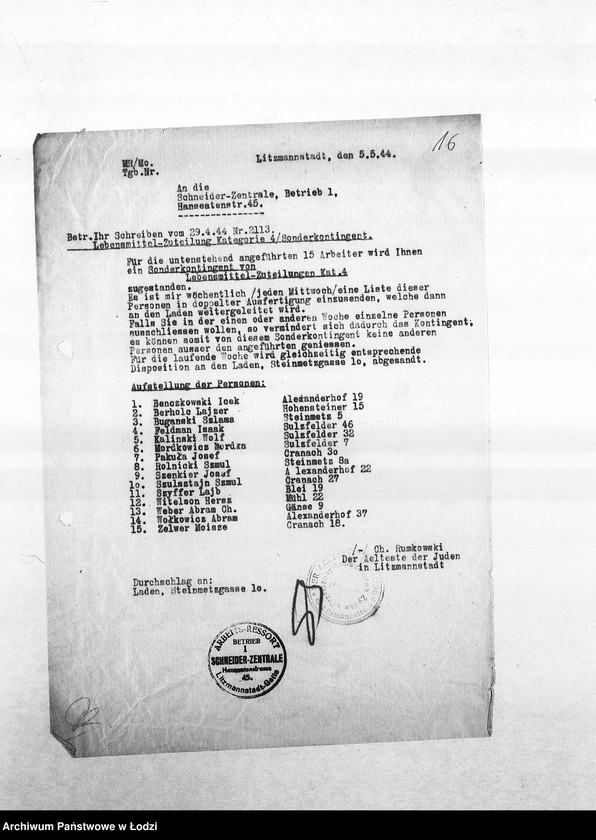 16
MR/Mo.
Litzmannstadt, den 5.5.44.
Tgb.Nr.
An die
Schneider-Zentrale, Betrieb 1,
Hanseatenstr.45.
Betr.Ihr Schreiben vom 29.4.44 Nr.2113.
Lebensmittel-Zuteilung Kategorie 4/Sonderkontingent.
Für die untenstehend angeführten 15 Arbeiter wird Ihnen
ein Sonderkontingent von
Lebensmittel-Zuteilungen Kat.4
zugestanden.
Es ist mir wöchentlich /jeden Mittwoch/eine Liste dieser
Personen in doppelter Ausfertigung einzusenden, welche dann
an den Laden weitergeleitet wird.
Falls Sie in der einen oder anderen Woche einzelne Personen
ausschliessen wollen, so vermindert sich dadurch das Kontingent;
es können somit von diesem Sonderkontingent keine anderen
Personen ausser den angeführten geniessen.
Für die laufende Woche wird gleichzeitig entsprechende
Disposition an den Laden, Steinmetzgasse 1o, abgesandt.
Aufstellung der Personen:
1. Benczkowski Icek Alexanderhof 19
2. Berholc Lajzer Hohensteiner 15
3. Buganski Szlama Steinmetz 5
4. Feldman Isaak Sulzfelder 46
5. Kalinski Wolf Sulzfelder 32
6. Mordkowicz Mordka Sulzfelder 7
7. Pakuła Josef Cranach 3o
8. Rolnicki Szmul Steinmetz 8a
9. Szenkier Josef A lexanderhof 22
1o. Szulsztajn Szmul Cranach 27
11. Szyffer Lajb Blei 19
12. Witelson Hersz Mühl 22
13. Weber Abram Ch. Gänse 9
14. Wołkowicz Abram Alexanderhof 37
15. Zelwer Moisze Cranach 18.
/-/ Ch. Rumkowski
Der Aelteste der Juden
in Litzmannstadt
Durchschlag an:
Laden, Steinmetzgasse 1o.
ARBEITS-RESSORT
BETRIEB
1
SCHNEIDER-ZENTRALE
Hanseatenstrasse
45.
Litzmannstadt-Getto
Archiwum Państwowe w Łodzi